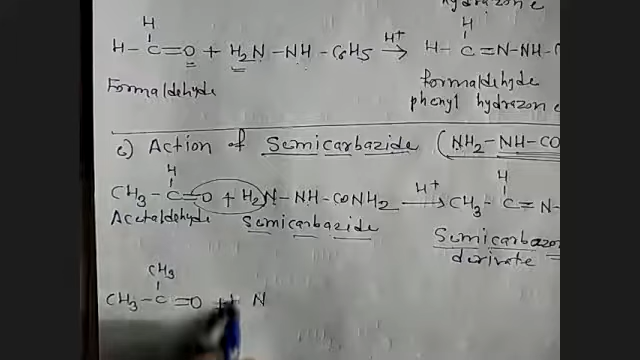 hydrazone
H
H - C = O + H2N - NH - C6H5 H+ → H - C = N - NH - C
H
Formaldehyde
formaldehyde
phenyl hydrazone
c) Action of Semicarbazide (NH2-NH-CO
H
H
CH3 - C = O + H2N - NH - CONH2 H+ → CH3 - C = N -
Acetaldehyde Semicarbazide
Semicarbazone
derivate
CH3
CH3 - C = O + N